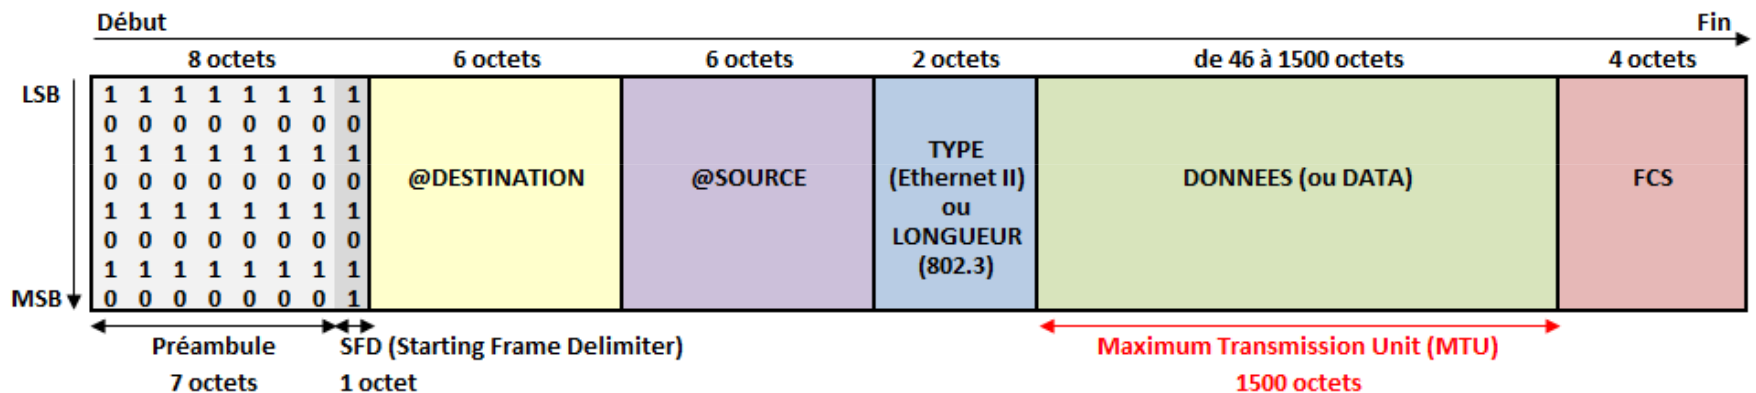 Début Fin
8 octets 6 octets 6 octets 2 octets de 46 à 1500 octets 4 octets
LSB 1 1 1 1 1 1 1 1
0 0 0 0 0 0 0 0
1 1 1 1 1 1 1 1
0 0 0 0 0 0 0 0
1 1 1 1 1 1 1 1
0 0 0 0 0 0 0 0
1 1 1 1 1 1 1 1
MSB 0 0 0 0 0 0 0 1
@DESTINATION
@SOURCE
TYPE
(Ethernet II)
ou
LONGUEUR
(802.3)
DONNEES (ou DATA)
FCS
Préambule
7 octets
SFD (Starting Frame Delimiter)
1 octet
Maximum Transmission Unit (MTU)
1500 octets